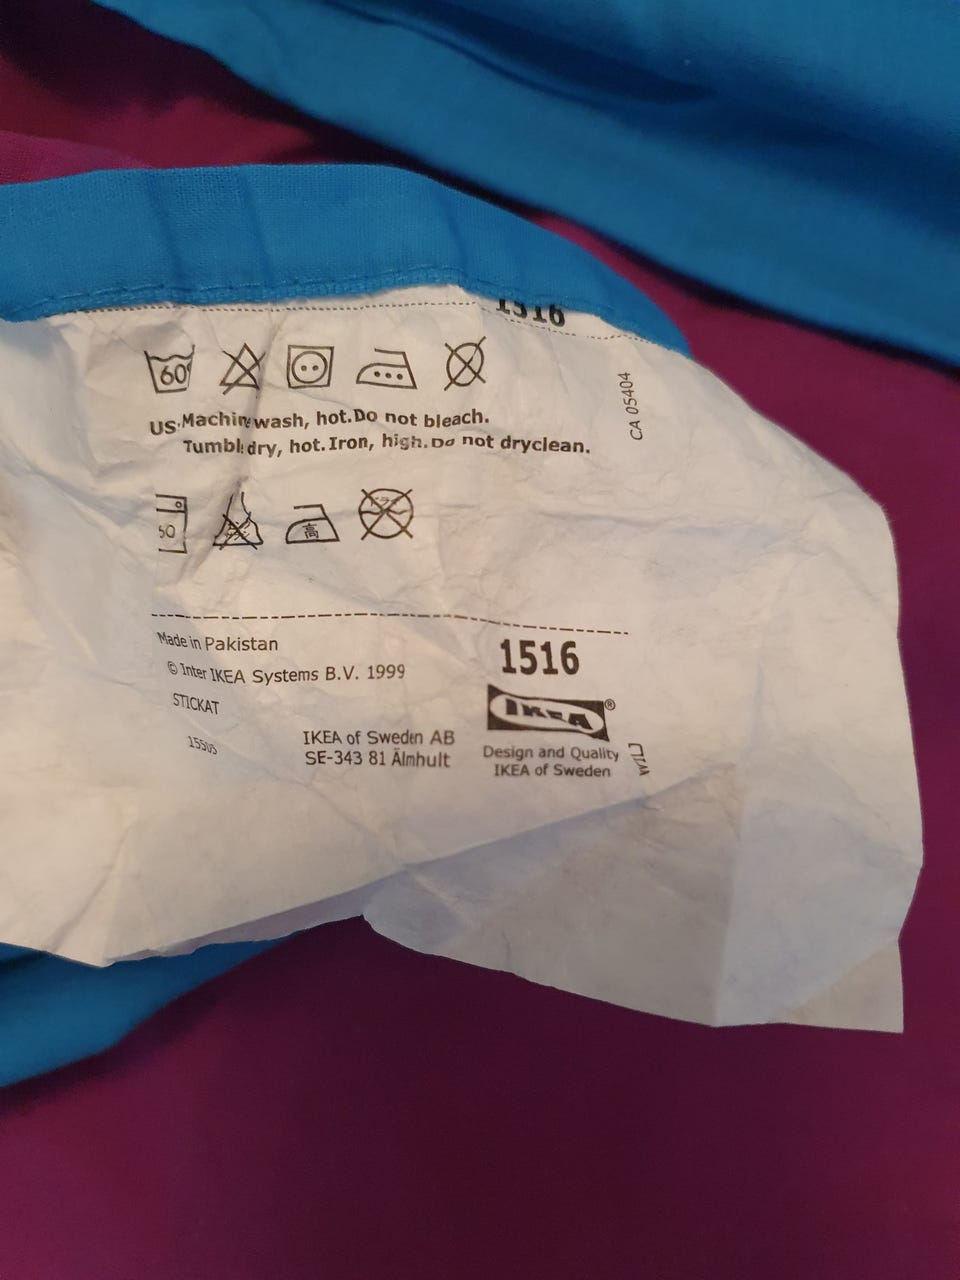 1516
60
US:Machine wash, hot. Do not bleach.
Tumble dry, hot. Iron, high. Do not dryclean.
CA 05404
高
Made in Pakistan
© Inter IKEA Systems B.V. 1999
STICKAT
1516
IKEA®
IKEA of Sweden AB
SE-343 81 Älmhult
Design and Quality
IKEA of Sweden